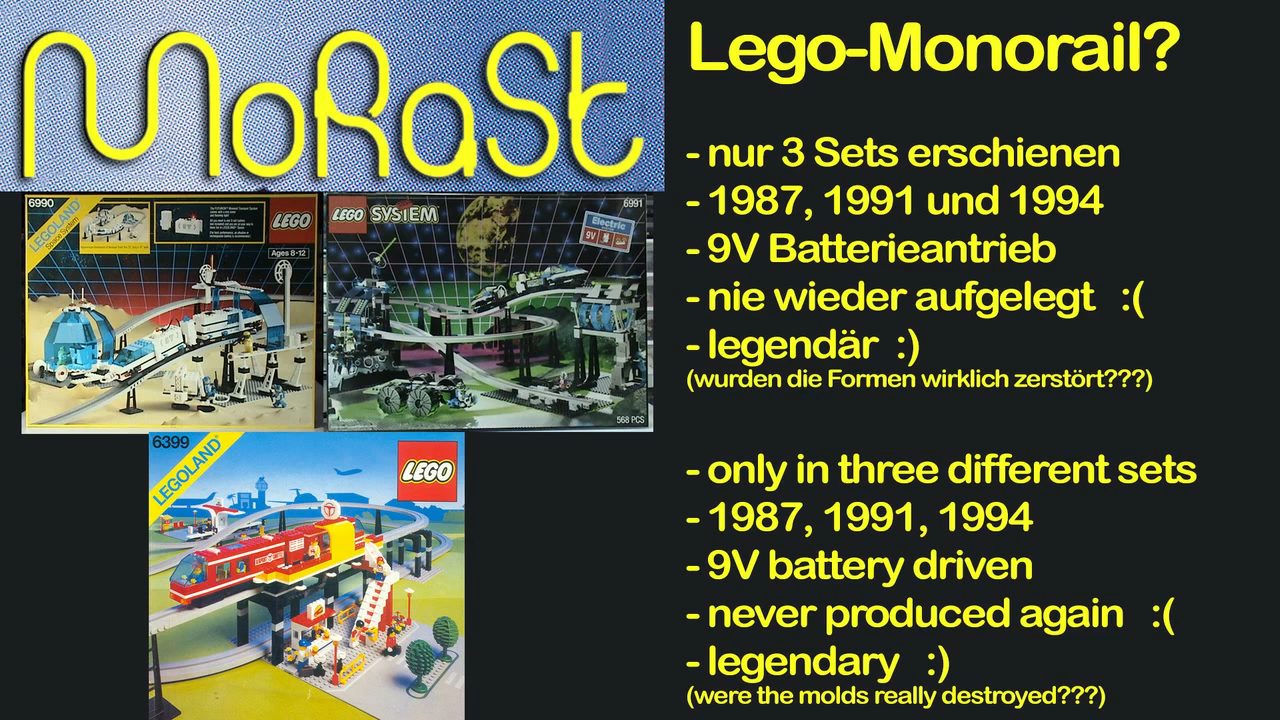 MoRaSt
6990
LEGOLAND
LEGO
Ages 8-12
LEGO SYSTEM
6991
Electric
9V
568 PCS
6399
LEGOLAND
LEGO
Lego-Monorail?
- nur 3 Sets erschienen
- 1987, 1991 und 1994
- 9V Batterieantrieb
- nie wieder aufgelegt :(
- legendär :)
(wurden die Formen wirklich zerstört???)
- only in three different sets
- 1987, 1991, 1994
- 9V battery driven
- never produced again :(
- legendary :)
(were the molds really destroyed???)